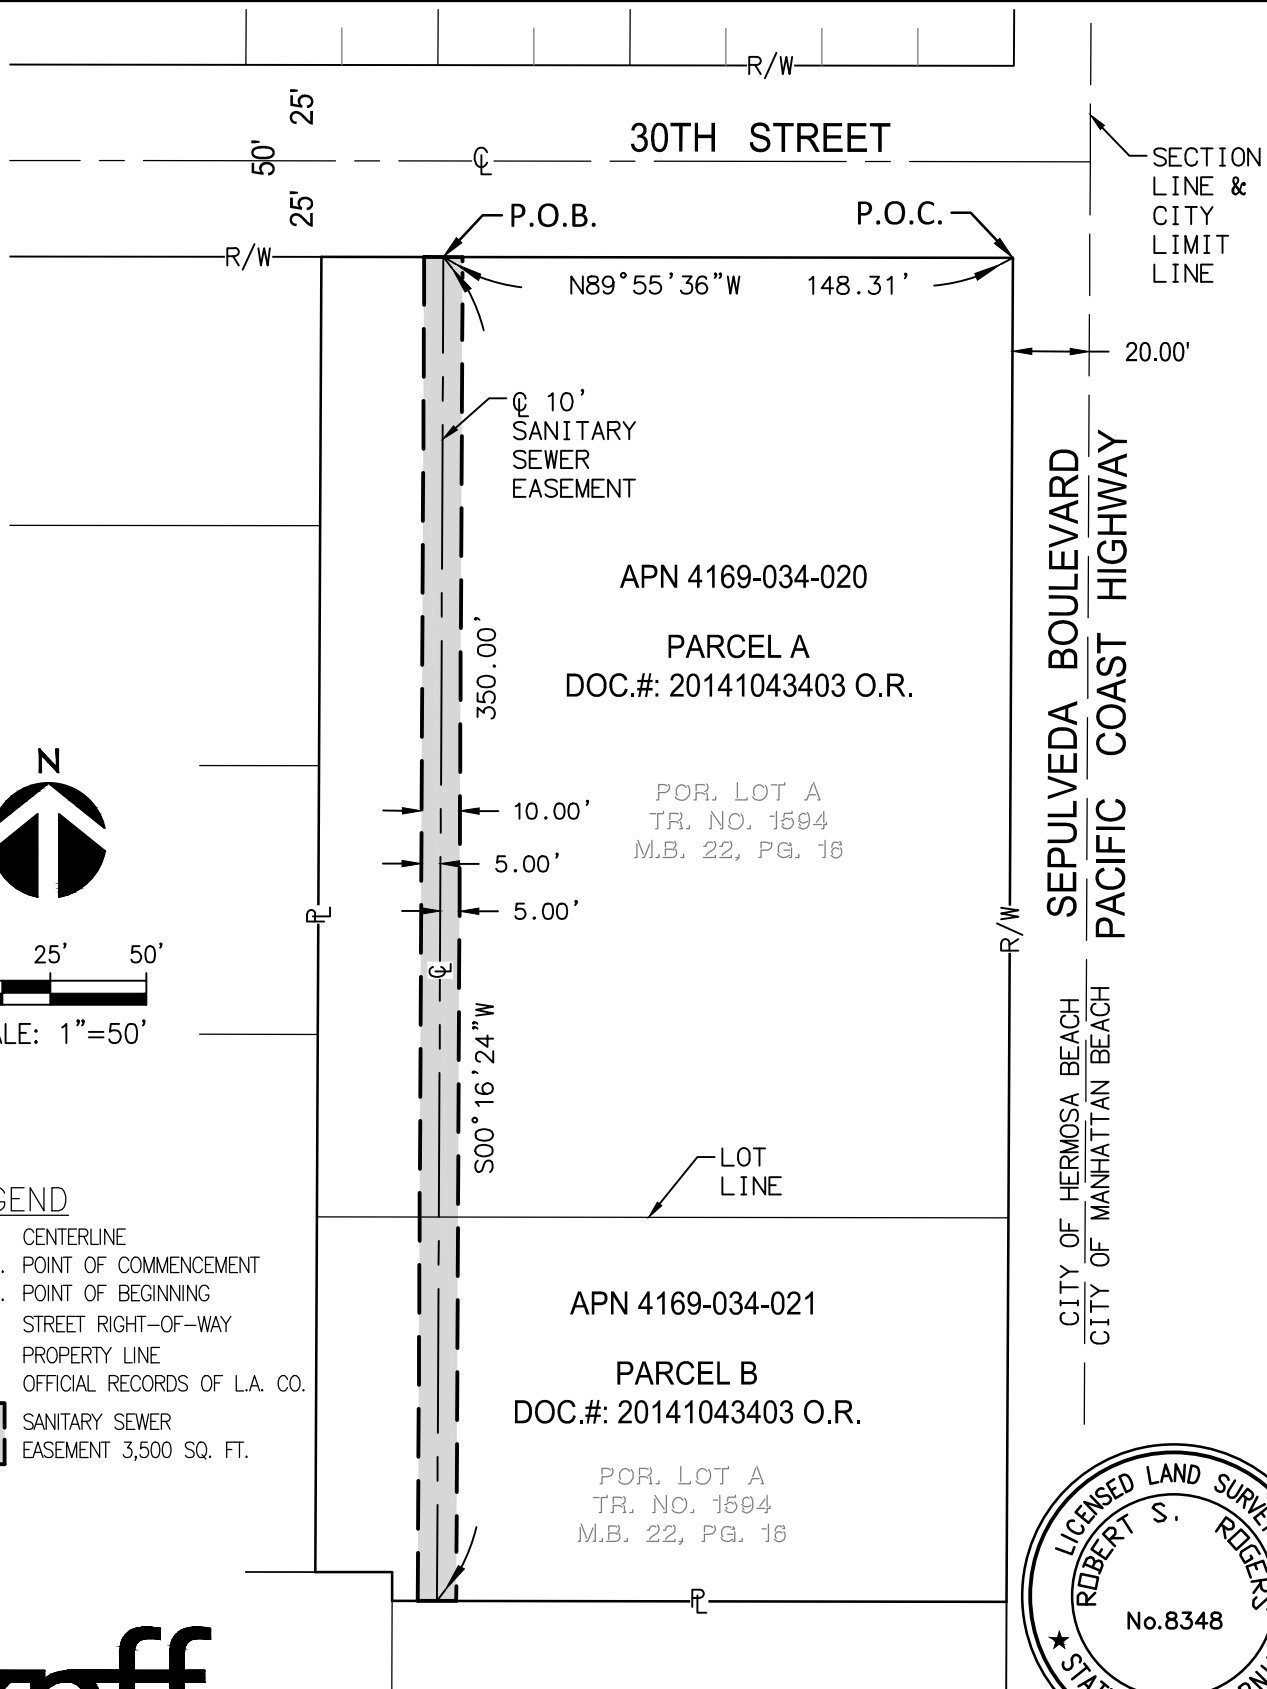 R/W
25'
50'
25'
30TH STREET
℄
SECTION
LINE &
CITY
LIMIT
LINE
P.O.B.
P.O.C.
R/W
N89°55'36"W 148.31'
20.00'
℄ 10'
SANITARY
SEWER
EASEMENT
SEPULVEDA BOULEVARD
PACIFIC COAST HIGHWAY
APN 4169-034-020
PARCEL A
DOC.#: 20141043403 O.R.
350.00'
N
POR. LOT A
TR. NO. 1594
M.B. 22, PG. 16
10.00'
5.00'
5.00'
PL
R/W
℄
25' 50'
ALE: 1"=50'
S00°16'24"W
CITY OF HERMOSA BEACH
CITY OF MANHATTAN BEACH
LOT
LINE
GEND
CENTERLINE
. POINT OF COMMENCEMENT
. POINT OF BEGINNING
STREET RIGHT-OF-WAY
PROPERTY LINE
OFFICIAL RECORDS OF L.A. CO.
SANITARY SEWER
EASEMENT 3,500 SQ. FT.
APN 4169-034-021
PARCEL B
DOC.#: 20141043403 O.R.
POR. LOT A
TR. NO. 1594
M.B. 22, PG. 16
PL
LICENSED LAND SURVE
ROBERT S. ROGERS
No.8348
★ STAT